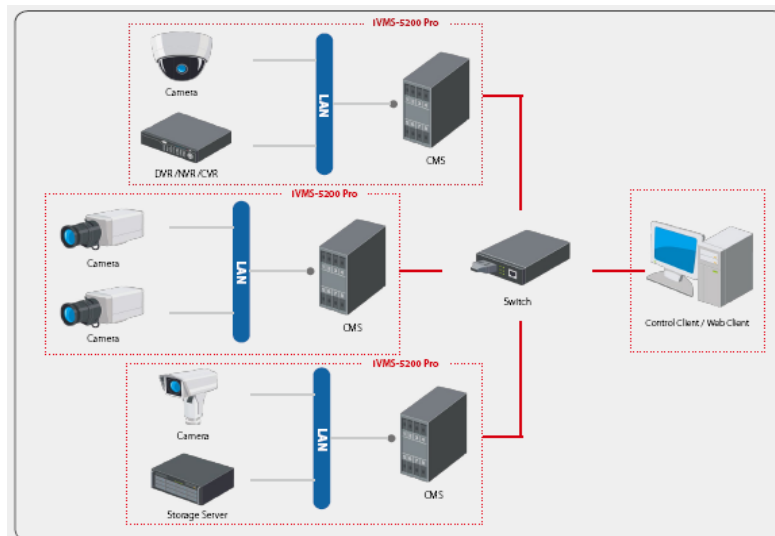 iVMS-5200 Pro
Camera
LAN
CMS
DVR /NVR /CVR
iVMS-5200 Pro
Camera
LAN
CMS
Camera
Switch
Control Client / Web Client
iVMS-5200 Pro
Camera
LAN
CMS
Storage Server